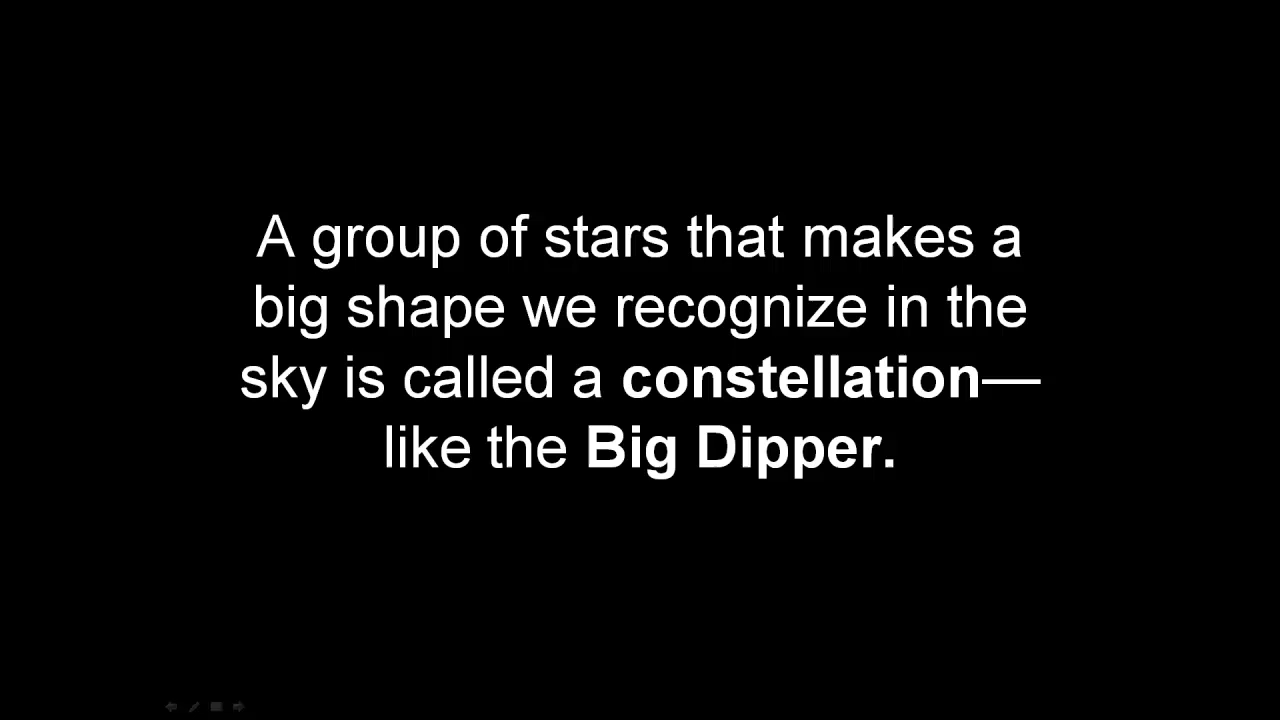 A group of stars that makes a
big shape we recognize in the
sky is called a constellation—
like the Big Dipper.